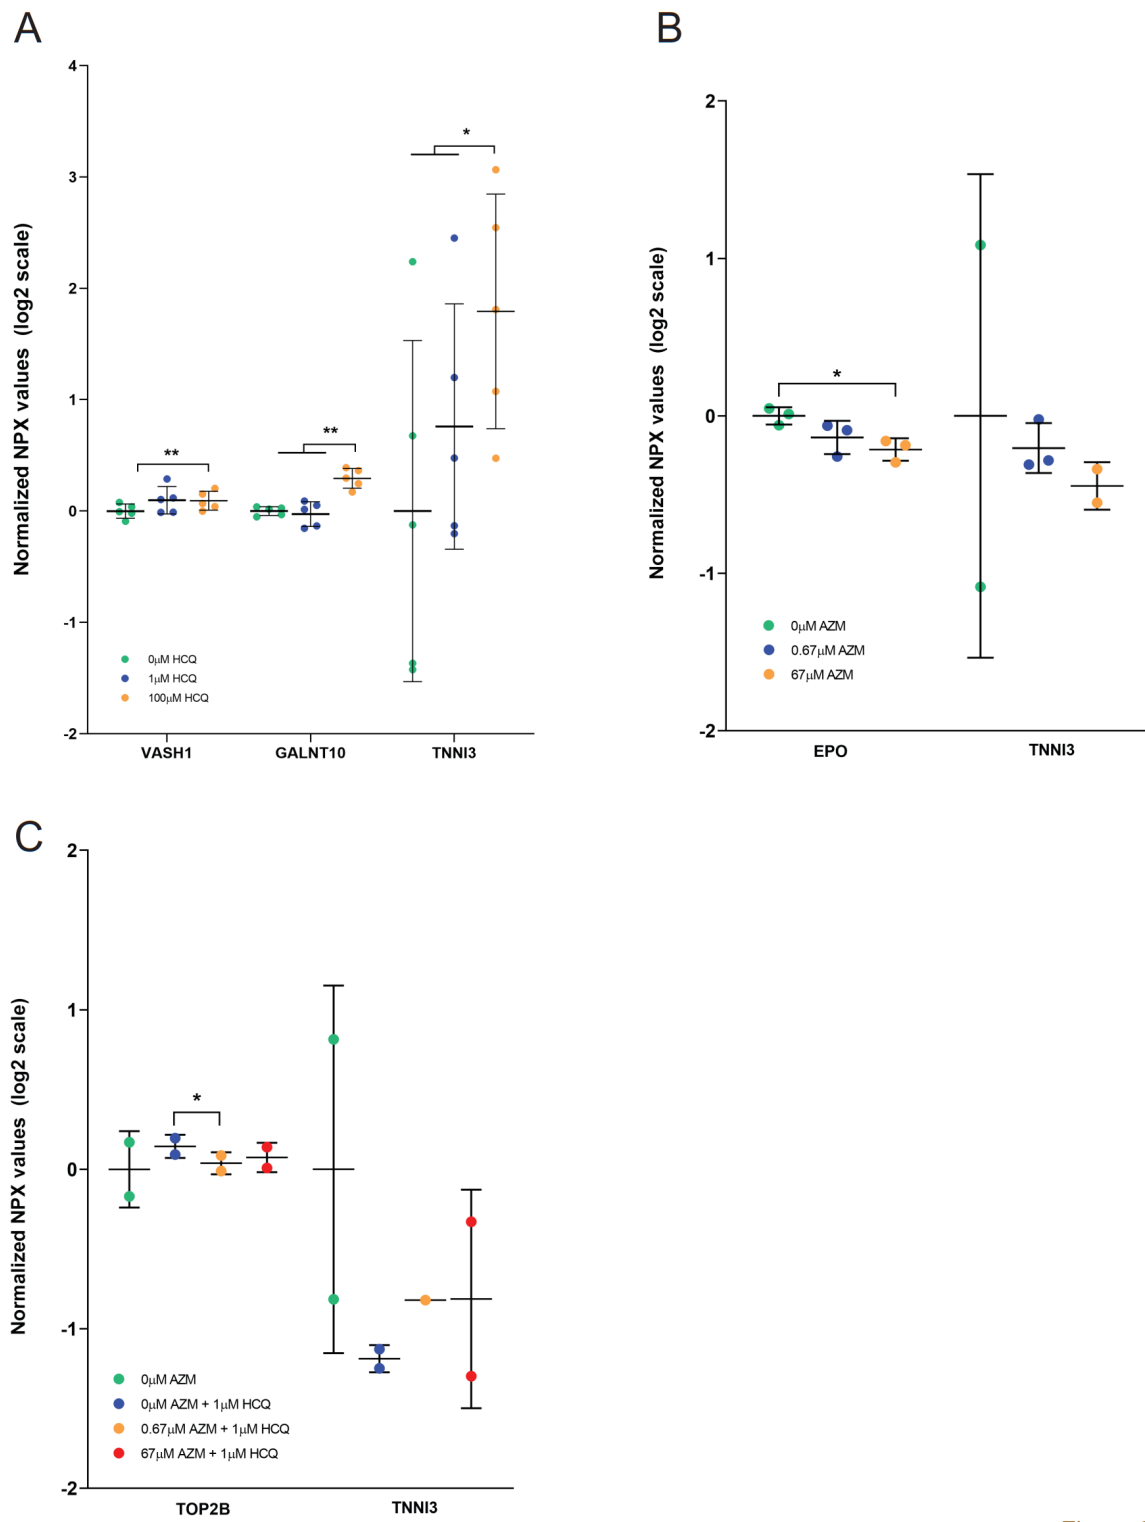 A
Normalized NPX values (log2 scale)
4
3
2
1
0
-1
-2
**
**
*
0μM HCQ
1μM HCQ
100μM HCQ
VASH1 GALNT10 TNNI3
B
Normalized NPX values (log2 scale)
2
1
0
-1
-2
*
0μM AZM
0.67μM AZM
67μM AZM
EPO TNNI3
C
Normalized NPX values (log2 scale)
2
1
0
-1
-2
*
0μM AZM
0μM AZM + 1μM HCQ
0.67μM AZM + 1μM HCQ
67μM AZM + 1μM HCQ
TOP2B TNNI3